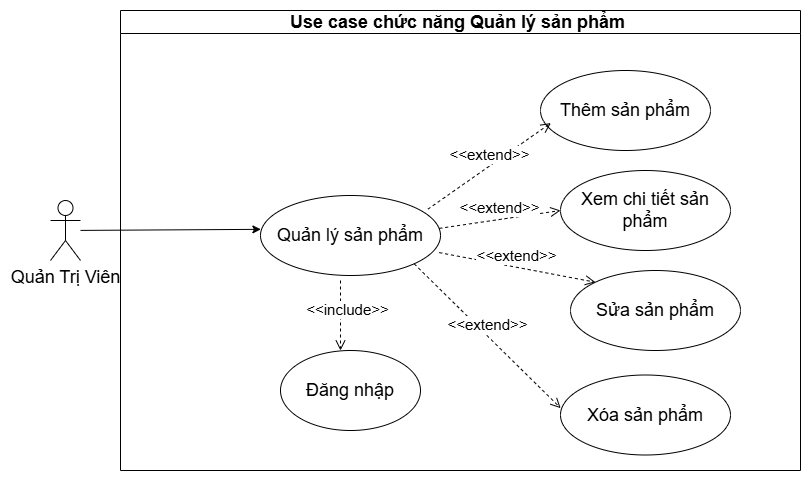 Use case chức năng Quản lý sản phẩm
Thêm sản phẩm
<<extend>>
Xem chi tiết sản
phẩm
<<extend>>
Quản lý sản phẩm
<<extend>>
Quản Trị Viên
Sửa sản phẩm
<<include>>
<<extend>>
Đăng nhập
Xóa sản phẩm